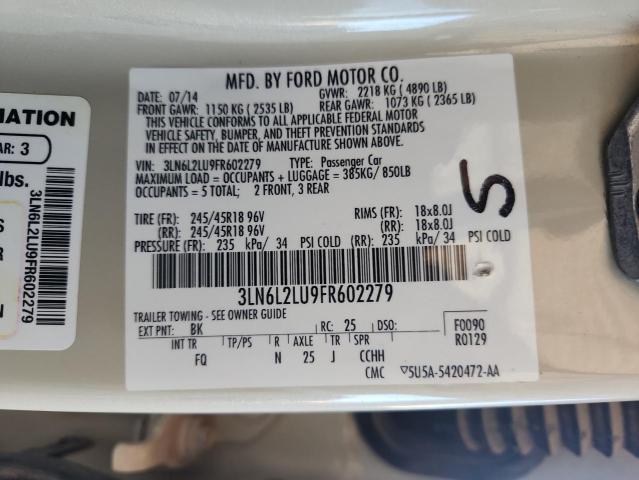 MFD. BY FORD MOTOR CO.
DATE: 07/14 GVWR: 2218 KG ( 4890 LB)
FRONT GAWR: 1150 KG ( 2535 LB) REAR GAWR: 1073 KG ( 2365 LB)
THIS VEHICLE CONFORMS TO ALL APPLICABLE FEDERAL MOTOR
VEHICLE SAFETY, BUMPER, AND THEFT PREVENTION STANDARDS
IN EFFECT ON THE DATE OF MANUFACTURE SHOWN ABOVE.
VIN: 3LN6L2LU9FR602279 TYPE: Passenger Car
MAXIMUM LOAD = OCCUPANTS + LUGGAGE = 385KG/ 850LB
OCCUPANTS = 5 TOTAL; 2 FRONT, 3 REAR
5
TIRE (FR): 245/45R18 96V RIMS (FR): 18x8.0J
(RR): 245/45R18 96V (RR): 18x8.0J
PRESSURE (FR): 235 kPa/ 34 PSI COLD (RR): 235 kPa/ 34 PSI COLD
3LN6L2LU9FR602279
TRAILER TOWING - SEE OWNER GUIDE
EXT PNT: BK RC: 25 DSO: F0090
R0129
INT TR TP/PS R AXLE TR SPR
FQ N 25 J CCHH
CMC ▽5U5A-5420472-AA
MATION
AR: 3
lbs.
3LN6L2LU9FR602279
S
R
N